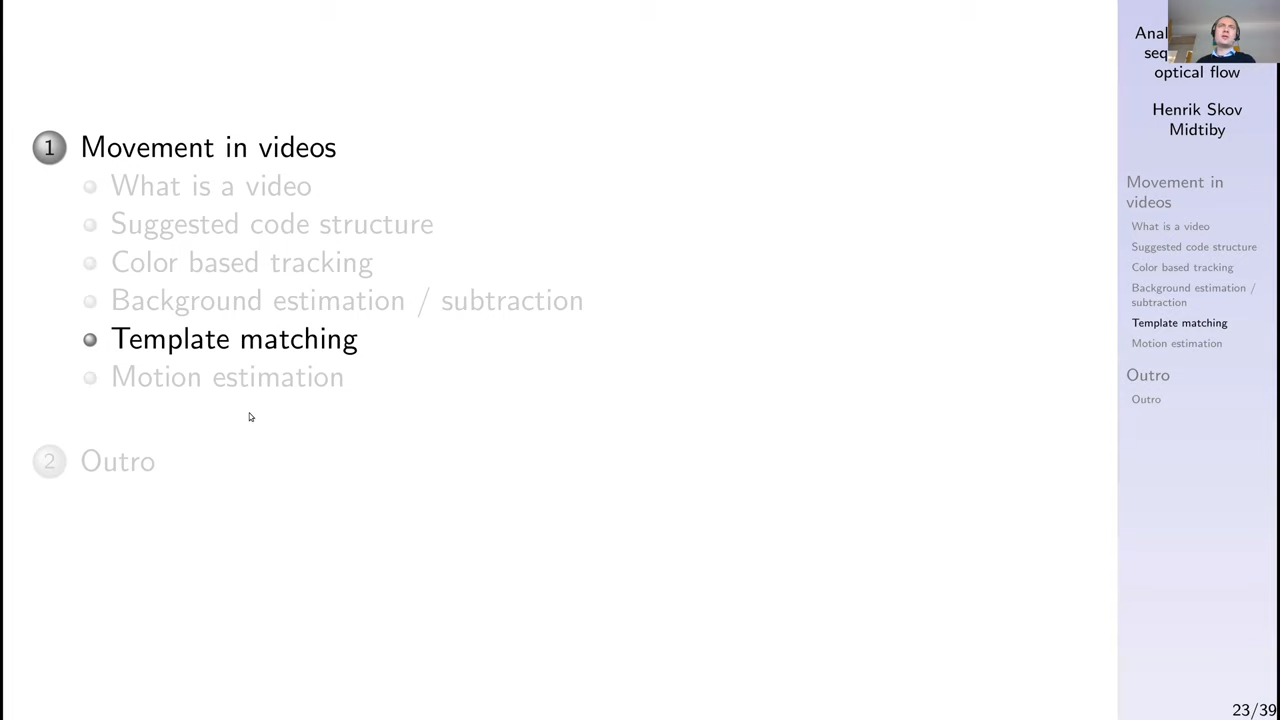 1 Movement in videos
What is a video
Suggested code structure
Color based tracking
Background estimation / subtraction
Template matching
Motion estimation
2 Outro
optical flow
Henrik Skov
Midtiby
Movement in
videos
What is a video
Suggested code structure
Color based tracking
Background estimation /
subtraction
Template matching
Motion estimation
Outro
Outro
23/39